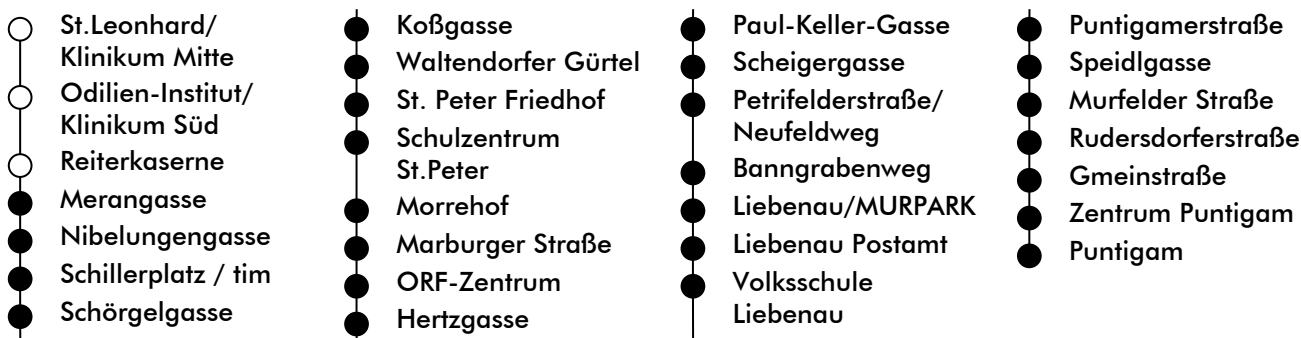 St.Leonhard/
Klinikum Mitte
Odilien-Institut/
Klinikum Süd
Reiterkaserne
Merangasse
Nibelungengasse
Schillerplatz / tim
Schörgelgasse
Koßgasse
Waltendorfer Gürtel
St. Peter Friedhof
Schulzentrum
St.Peter
Morrehof
Marburger Straße
ORF-Zentrum
Hertzgasse
Paul-Keller-Gasse
Scheigergasse
Petrifelderstraße/
Neufeldweg
Banngrabenweg
Liebenau/MURPARK
Liebenau Postamt
Volksschule
Liebenau
Puntigamerstraße
Speidlgasse
Murfelder Straße
Rudersdorferstraße
Gmeinstraße
Zentrum Puntigam
Puntigam